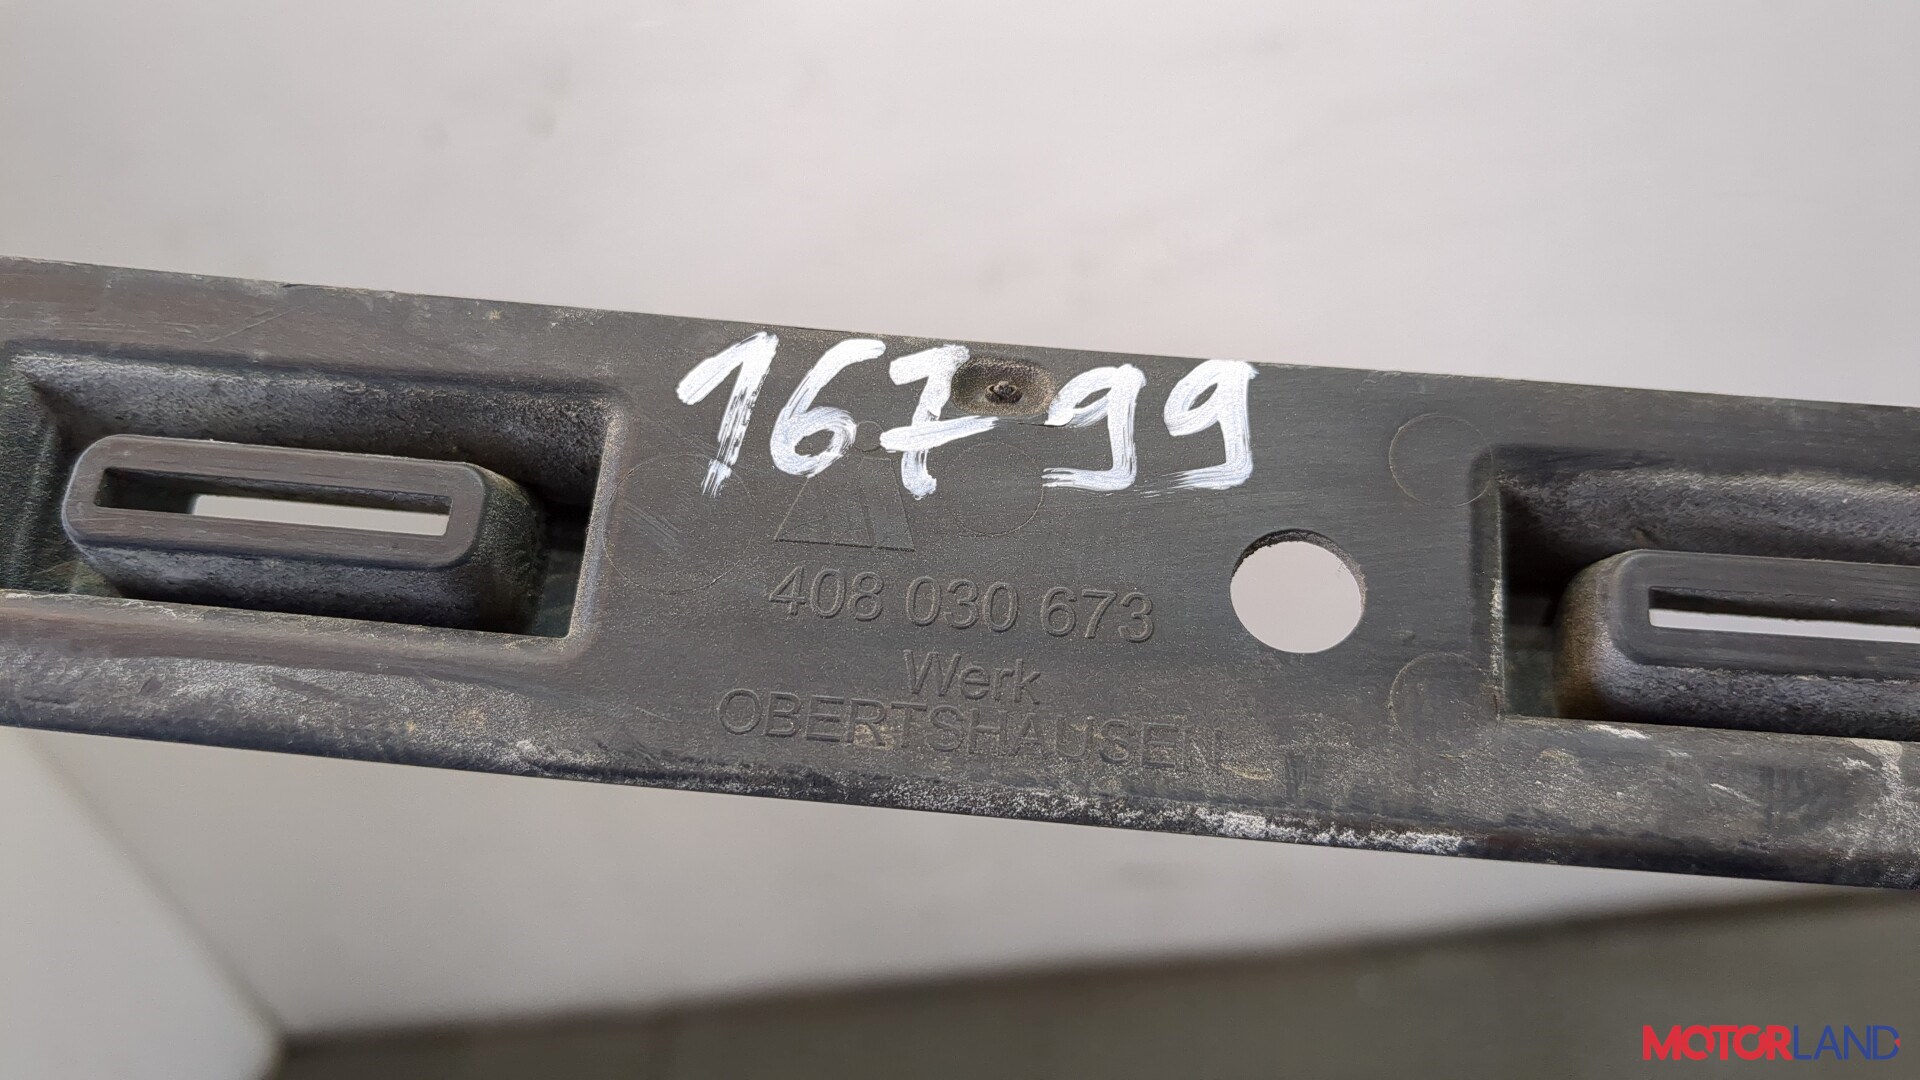 16799
408 030 673
Werk
OBERTSHAUSEN
MOTORLAND